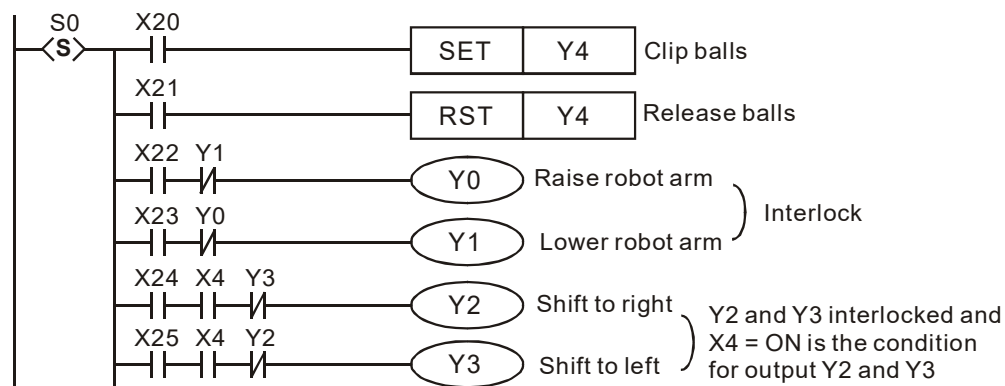 S0 X20
S SET Y4 Clip balls
X21
RST Y4 Release balls
X22 Y1
Y0 Raise robot arm
Interlock
X23 Y0
Y1 Lower robot arm
X24 X4 Y3
Y2 Shift to right
Y2 and Y3 interlocked and
X4 = ON is the condition
for output Y2 and Y3
X25 X4 Y2
Y3 Shift to left